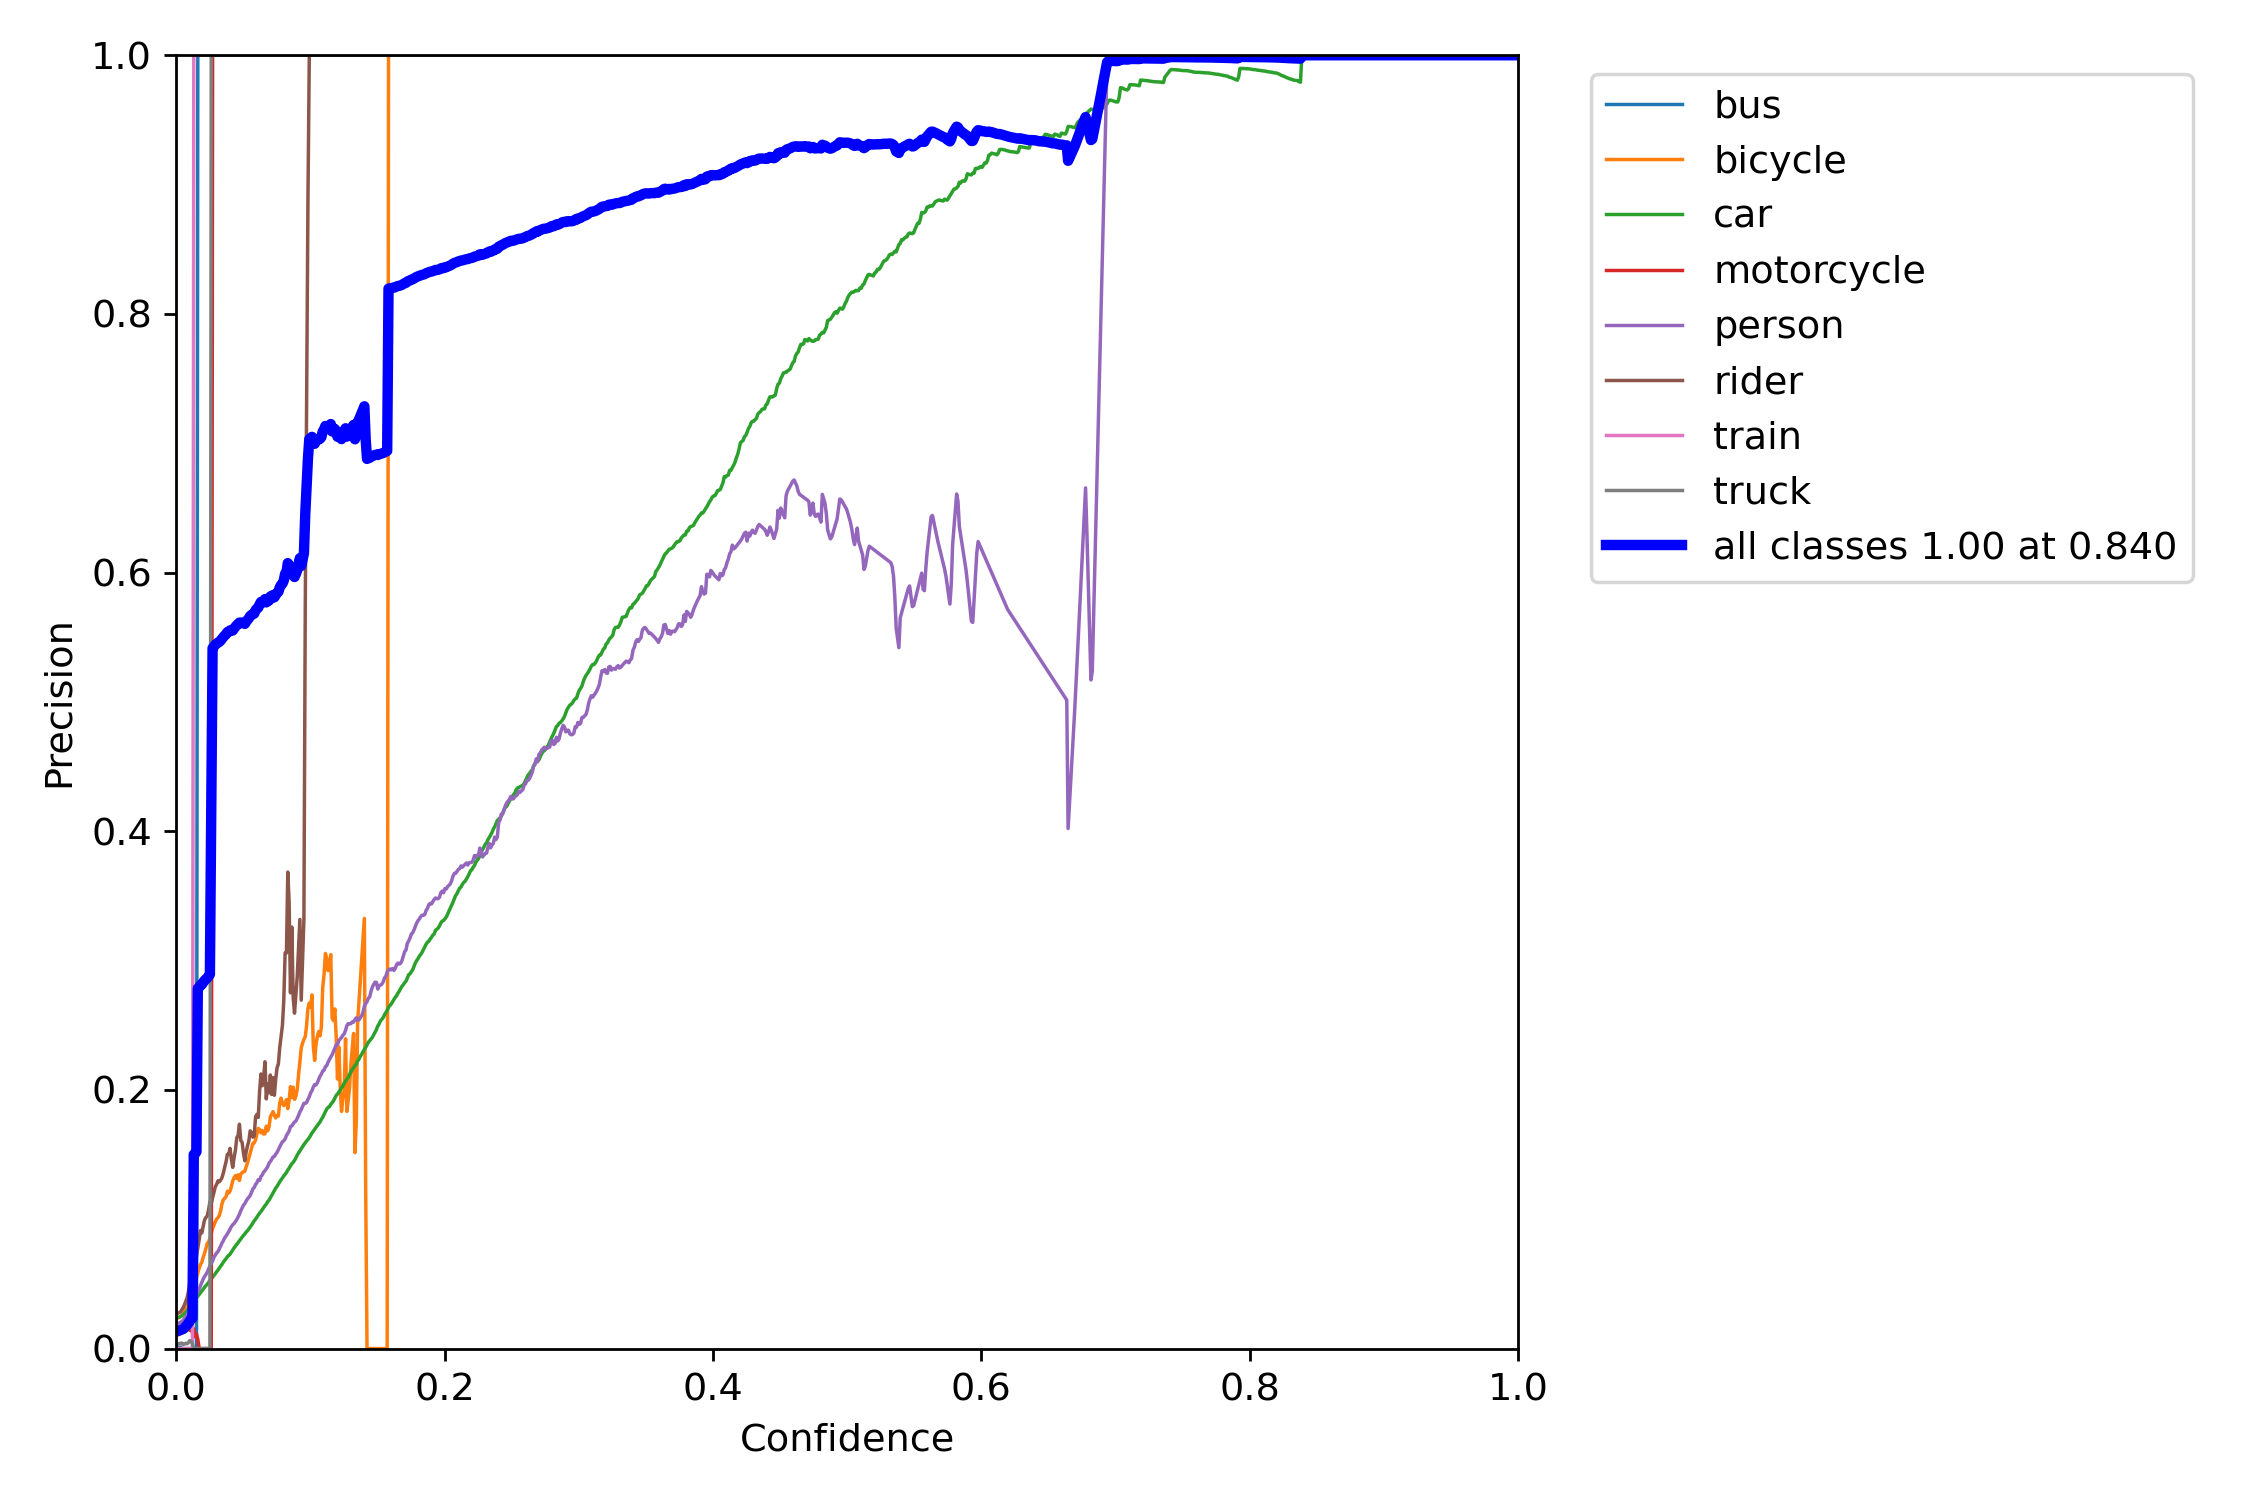 1.0
0.8
0.6
0.4
0.2
0.0
Precision
0.0 0.2 0.4 0.6 0.8 1.0
Confidence
bus
bicycle
car
motorcycle
person
rider
train
truck
all classes 1.00 at 0.840